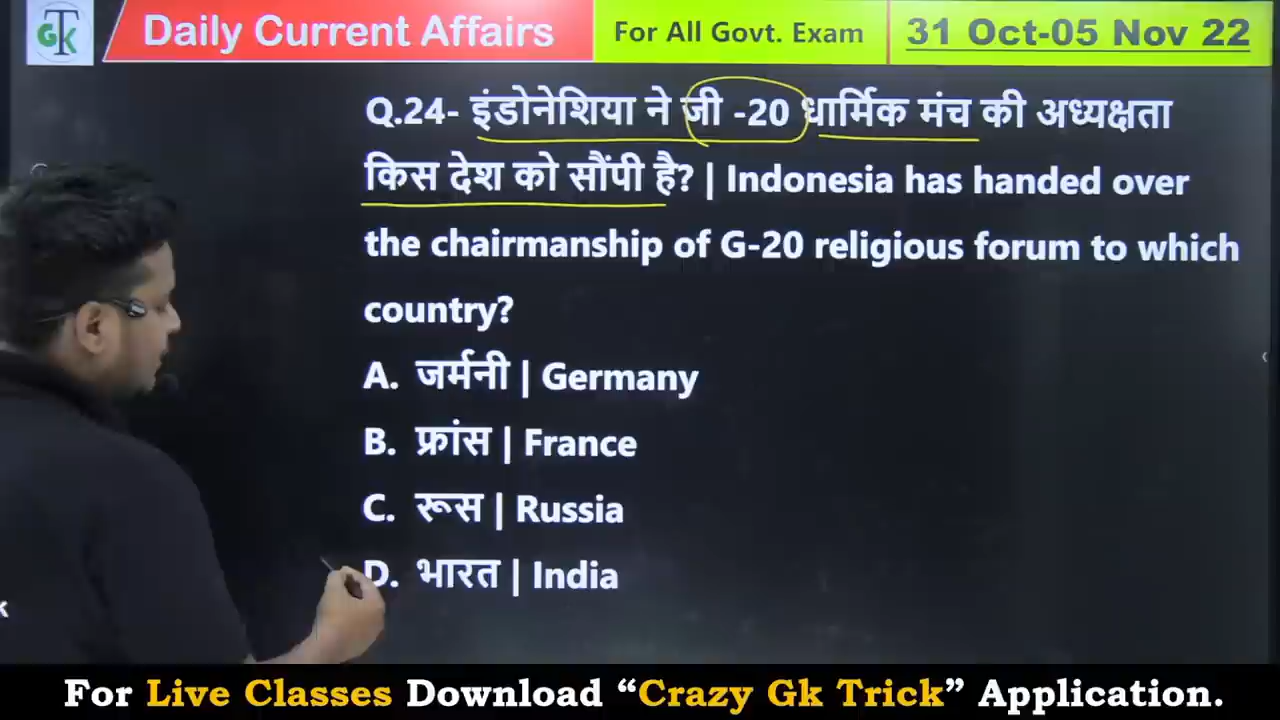 GTK
Daily Current Affairs
For All Govt. Exam
31 Oct-05 Nov 22
Q.24- इंडोनेशिया ने जी -20 धार्मिक मंच की अध्यक्षता
किस देश को सौंपी है? | Indonesia has handed over
the chairmanship of G-20 religious forum to which
country?
A. जर्मनी | Germany
B. फ्रांस | France
C. रूस | Russia
D. भारत | India
k
For Live Classes Download “Crazy Gk Trick” Application.